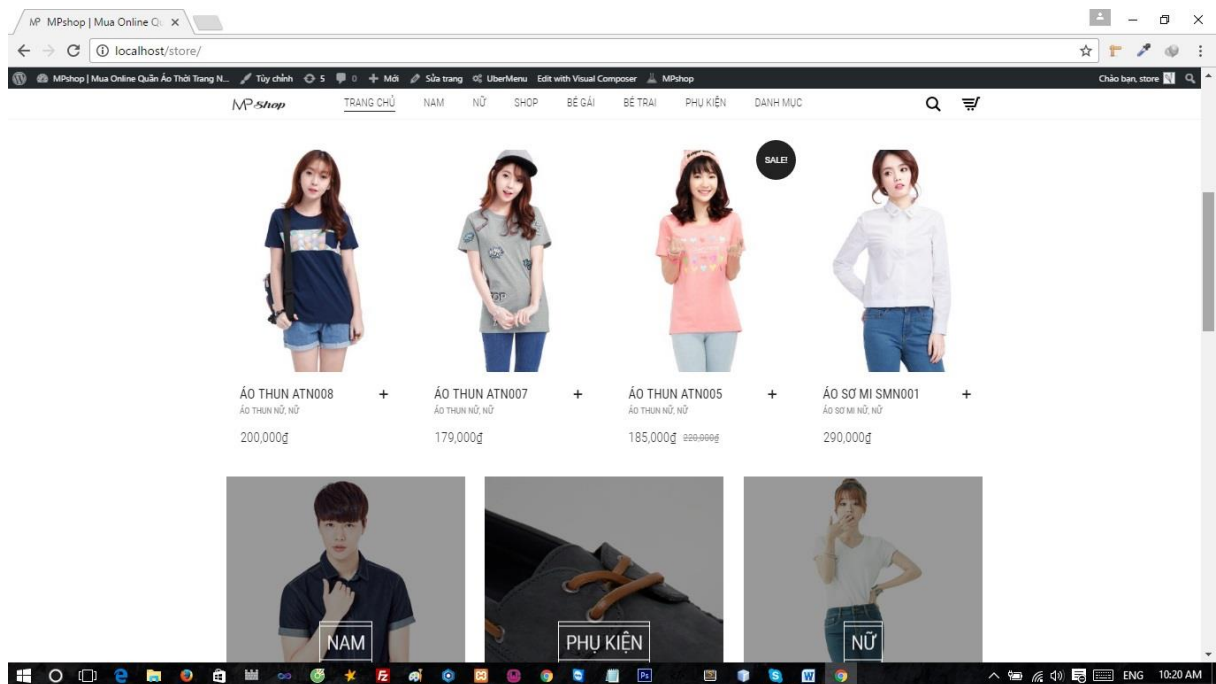 MP MPshop | Mua Online Qu
localhost/store/
MPshop | Mua Online Quần Áo Thời Trang N... Tùy chỉnh 5 0 Mới Sửa trang UberMenu Edit with Visual Composer MPshop Chào bạn, store
MP Shop TRANG CHỦ NAM NỮ SHOP BÉ GÁI BÉ TRAI PHỤ KIỆN DANH MỤC
SALE!
ÁO THUN ATN008 + ÁO THUN ATN007 + ÁO THUN ATN005 + ÁO SƠ MI SMN001 +
ÁO THUN NỮ, NỮ ÁO THUN NỮ, NỮ ÁO THUN NỮ, NỮ ÁO SƠ MI NỮ, NỮ
200,000₫ 179,000₫ 185,000₫ 220,000₫ 290,000₫
NAM PHỤ KIỆN NỮ
ENG 10:20 AM